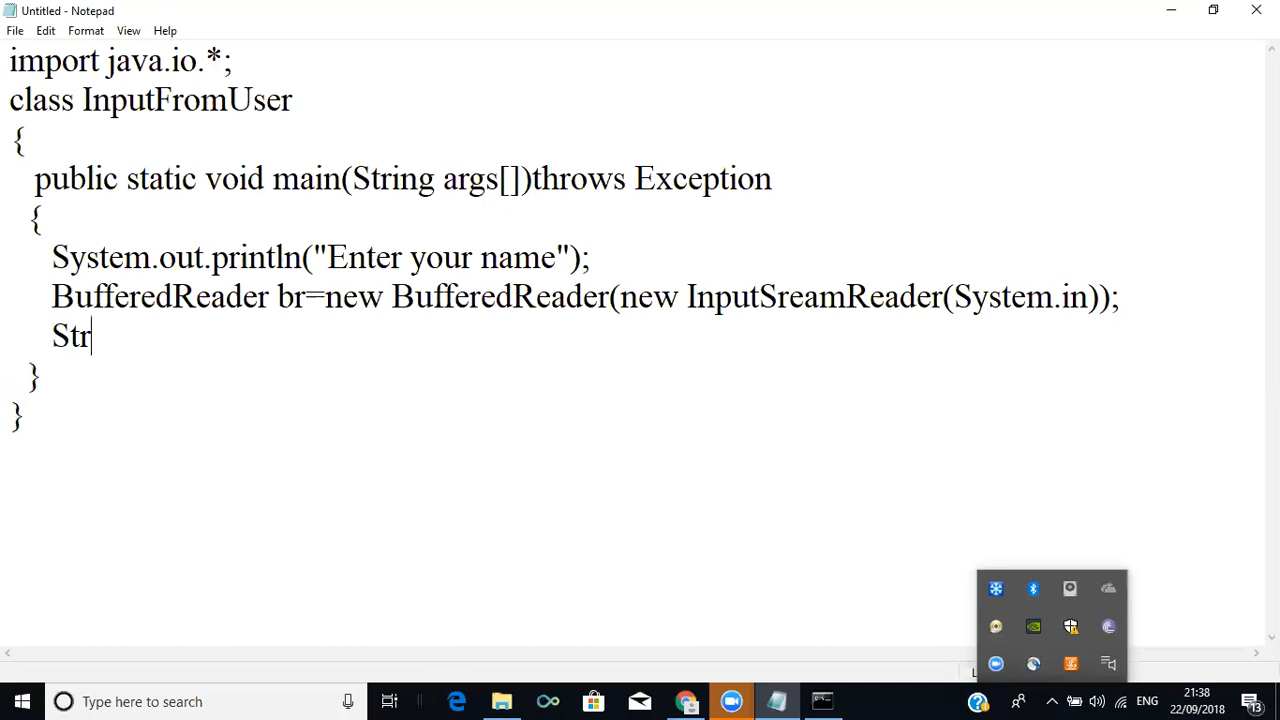 Untitled - Notepad
File Edit Format View Help
import java.io.*;
class InputFromUser
{
public static void main(String args[])throws Exception
{
System.out.println("Enter your name");
BufferedReader br=new BufferedReader(new InputSreamReader(System.in));
Str
}
}
Type here to search
ENG
21:38
22/09/2018
13